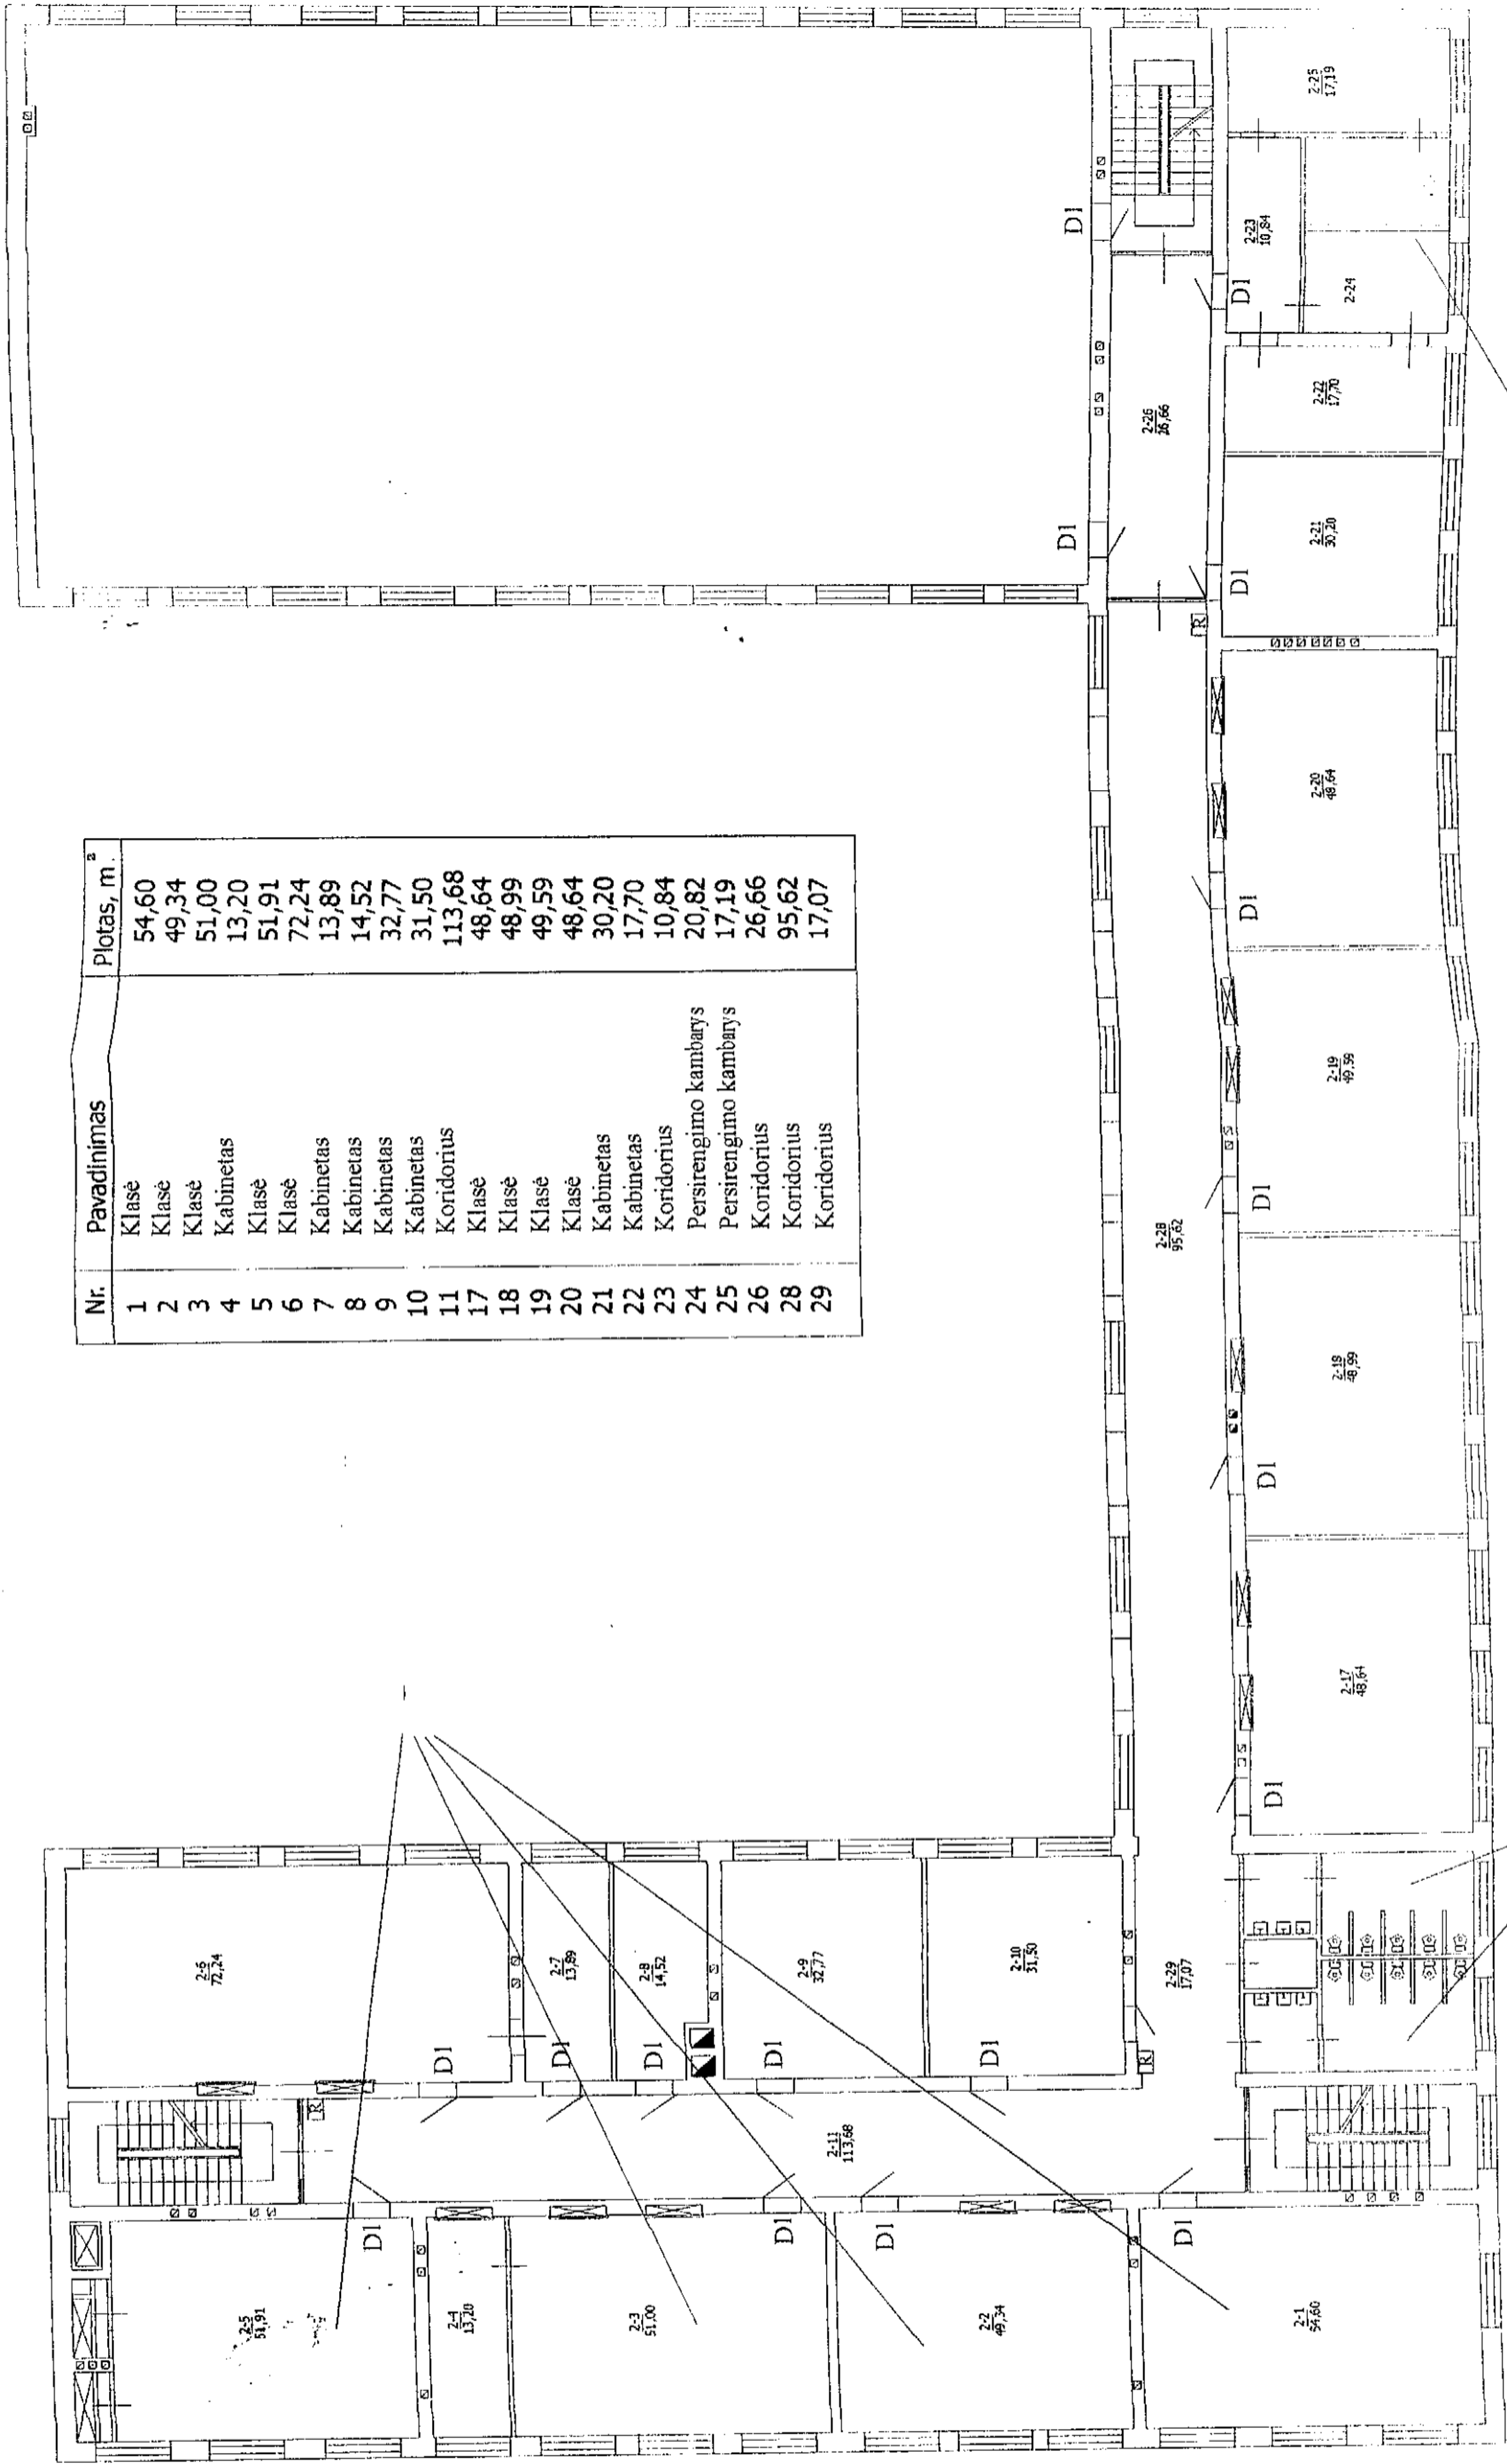 Nr. Pavadinimas Plotas, m.²
1 Klasė 54,60
2 Klasė 49,34
3 Klasė 51,00
4 Kabinetas 13,20
5 Klasė 51,91
6 Klasė 72,24
7 Kabinetas 13,89
8 Kabinetas 14,52
9 Kabinetas 32,77
10 Kabinetas 31,50
11 Koridorius 113,68
17 Klasė 48,64
18 Klasė 48,99
19 Klasė 49,59
20 Klasė 48,64
21 Kabinetas 30,20
22 Kabinetas 17,70
23 Koridorius 10,84
24 Persirengimo kambarys 20,82
25 Persirengimo kambarys 17,19
26 Koridorius 26,66
28 Koridorius 95,62
29 Koridorius 17,07
2-5
51,91
D1
2-4
13,20
2-3
51,00
D1
2-2
49,34
D1
2-1
54,60
D1
2-6
72,24
D1
R
2-7
13,89
D1
2-8
14,52
D1
2-9
32,77
D1
2-10
31,50
D1
2-11
113,68
R
2-29
17,07
2-28
95,62
2-17
48,64
D1
2-18
48,99
D1
2-19
49,59
D1
2-20
48,64
D1
R
2-21
30,20
D1
2-22
17,70
2-26
26,66
D1
D1
2-23
10,84
D1
2-24
2-25
17,19